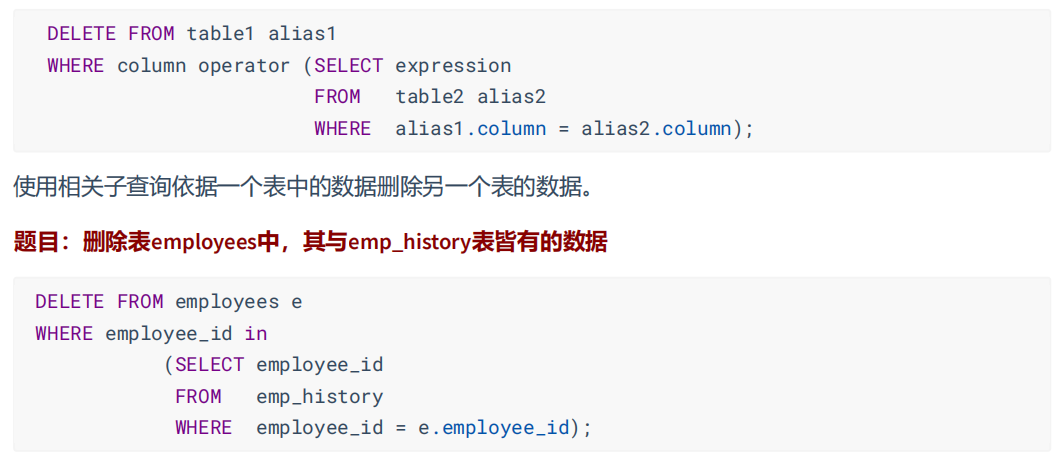 DELETE FROM table1 alias1
WHERE column operator (SELECT expression
FROM table2 alias2
WHERE alias1.column = alias2.column);
使用相关子查询依据一个表中的数据删除另一个表的数据。
题目：删除表employees中，其与emp_history表皆有的数据
DELETE FROM employees e
WHERE employee_id in
(SELECT employee_id
FROM emp_history
WHERE employee_id = e.employee_id);